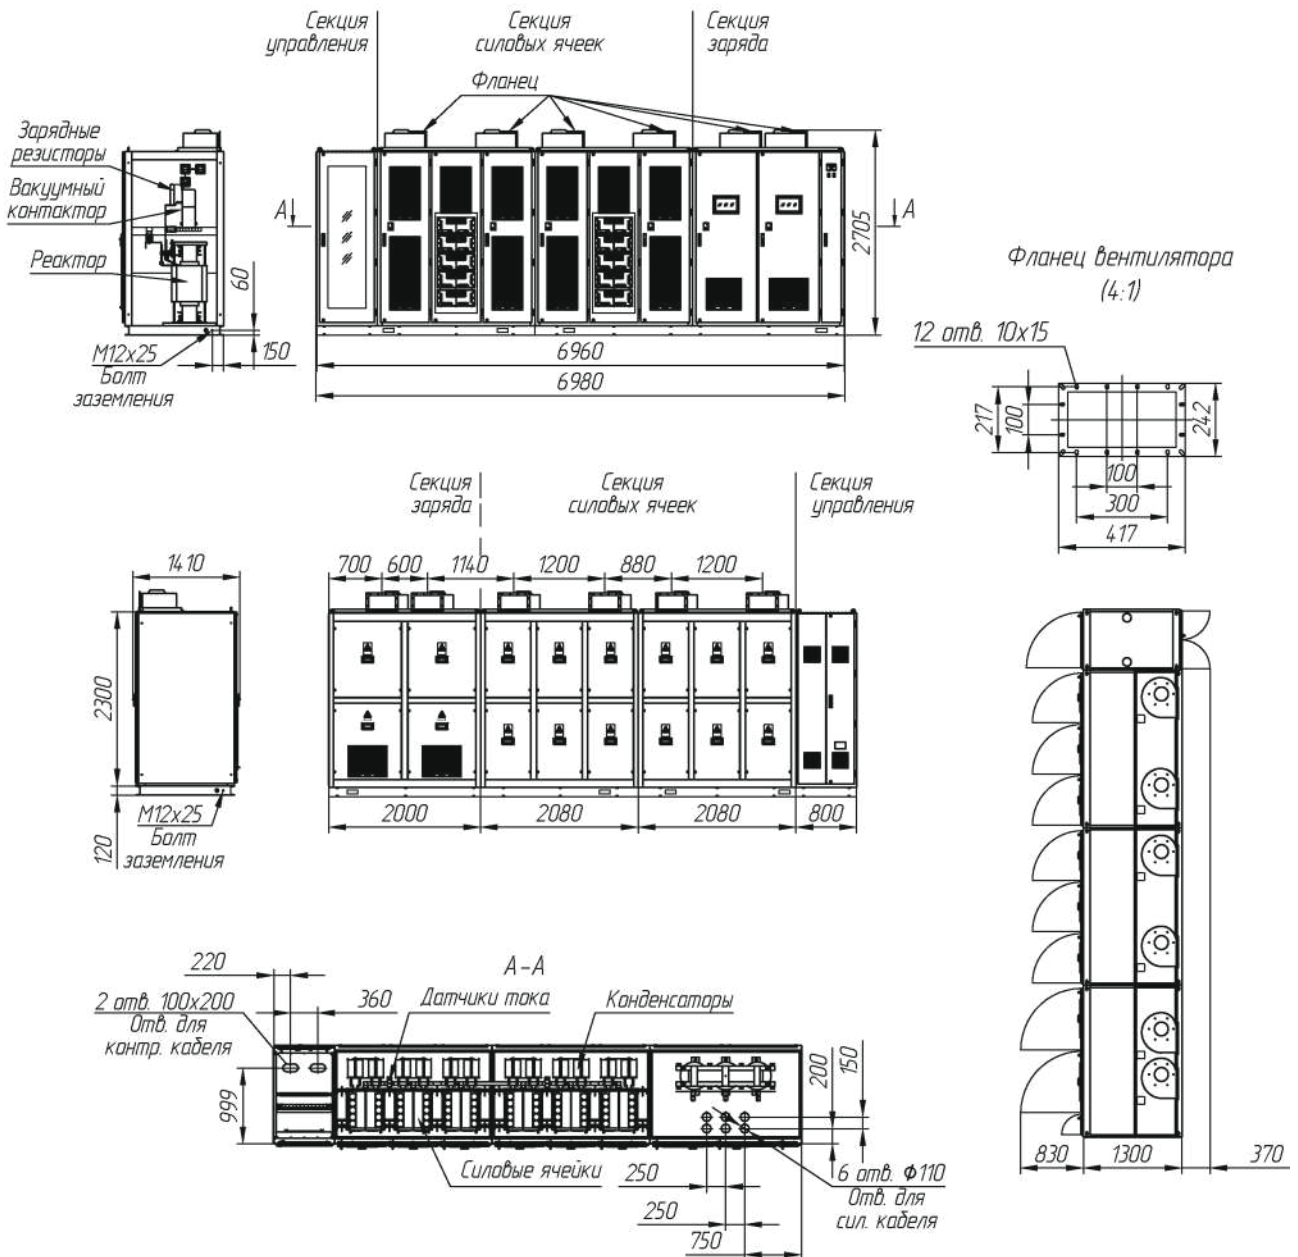 Секция
управления
Секция
силовых ячеек
Секция
заряда
Фланец
Зарядные
резисторы
Вакуумный
контактор
Реактор
60
M12x25
Болт
заземления
150
A
A
2705
6960
6980
Фланец вентилятора
(4:1)
12 отв. 10х15
217
100
242
100
300
417
Секция
заряда
Секция
силовых ячеек
Секция
управления
1410
700
600
1140
1200
880
1200
2300
120
M12x25
Болт
заземления
2000
2080
2080
800
830
1300
370
A-A
220
2 отв. 100х200
Отв. для
контр. кабеля
360
Датчики тока
Конденсаторы
999
200
150
Силовые ячейки
250
250
750
6 отв. Ф110
Отв. для
сил. кабеля